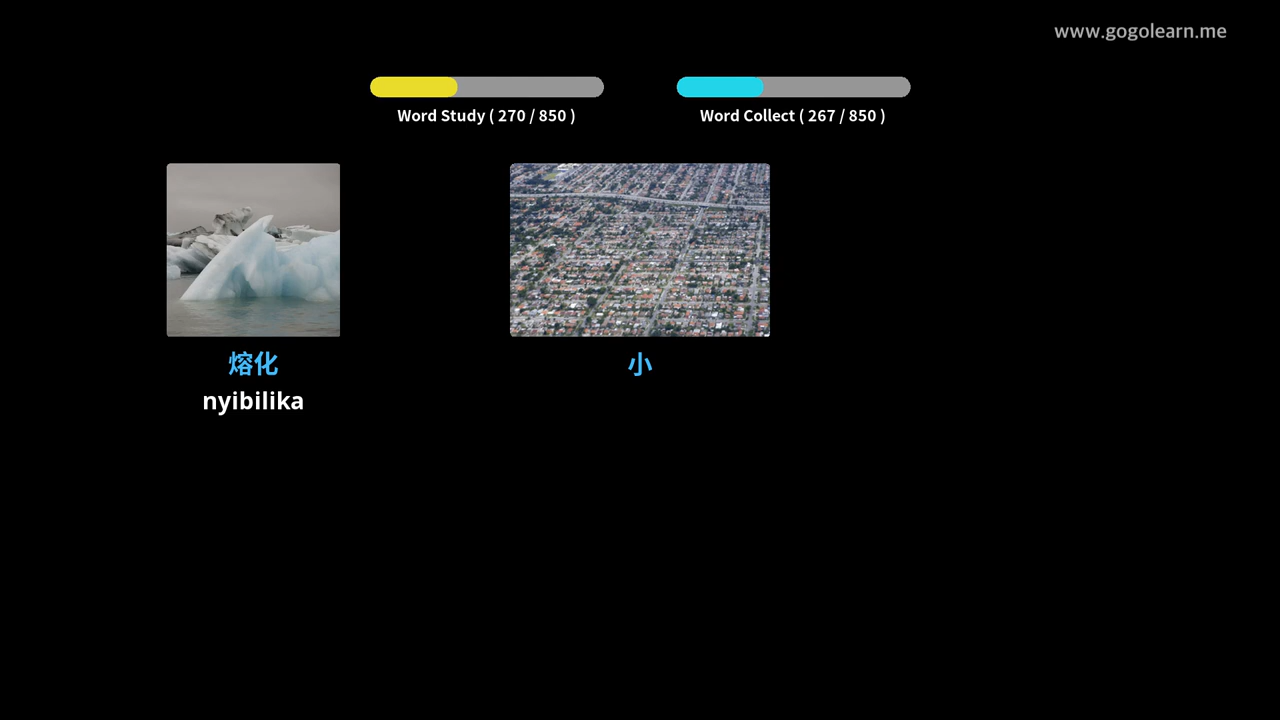 www.gogolearn.me
Word Study ( 270 / 850 )
Word Collect ( 267 / 850 )
熔化
nyibilika
小